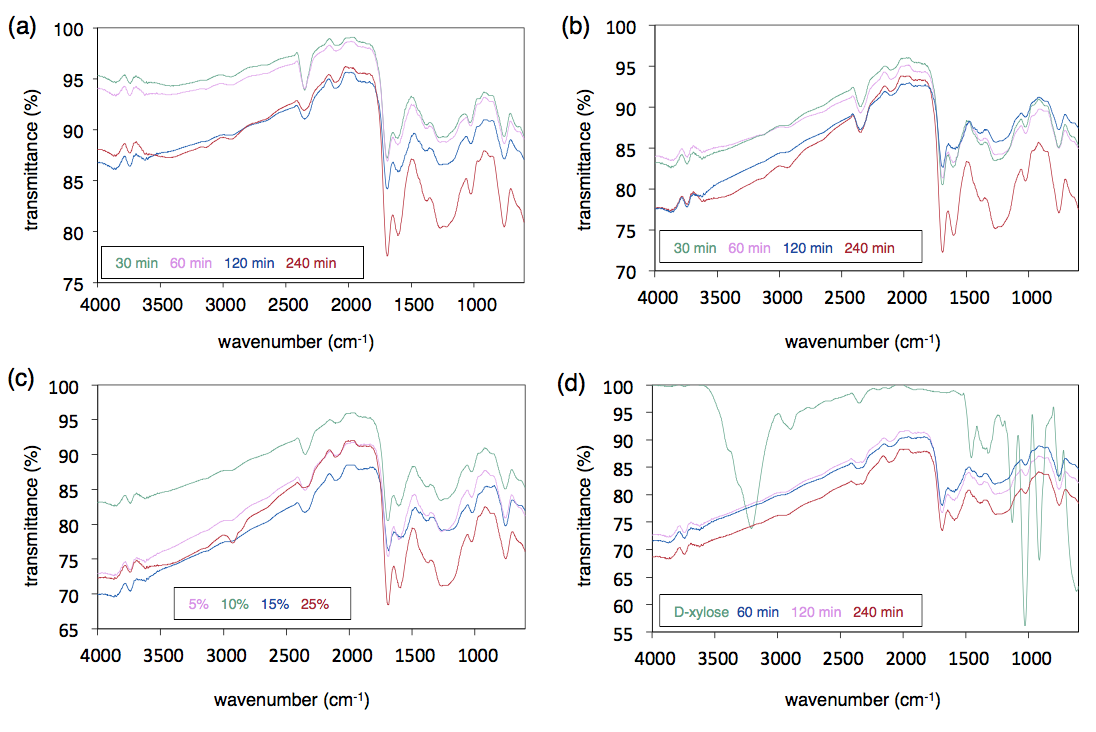 (a)
transmittance (%)
100
95
90
85
80
75
30 min 60 min 120 min 240 min
4000 3500 3000 2500 2000 1500 1000
wavenumber (cm-1)
(b)
transmittance (%)
100
95
90
85
80
75
70
30 min 60 min 120 min 240 min
4000 3500 3000 2500 2000 1500 1000
wavenumber (cm-1)
(c)
transmittance (%)
100
95
90
85
80
75
70
65
5% 10% 15% 25%
4000 3500 3000 2500 2000 1500 1000
wavenumber (cm-1)
(d)
transmittance (%)
100
95
90
85
80
75
70
65
60
55
D-xylose 60 min 120 min 240 min
4000 3500 3000 2500 2000 1500 1000
wavenumber (cm-1)